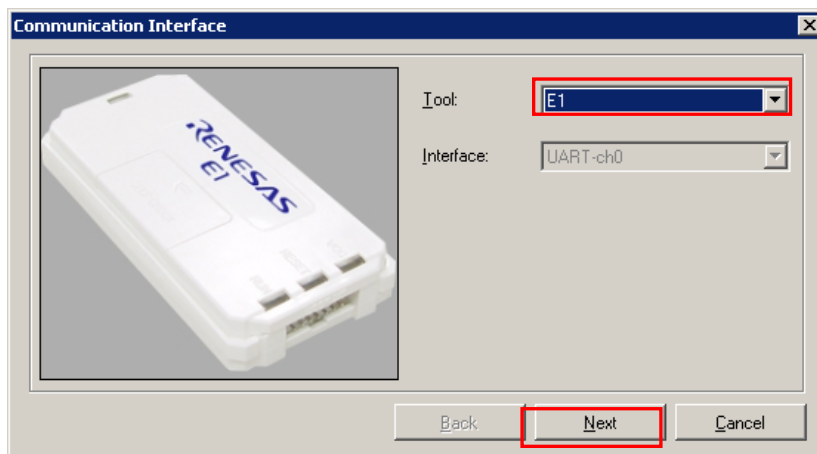 Communication Interface
Tool:
E1
Interface:
UART-ch0
RENESAS
E1
Back
Next
Cancel